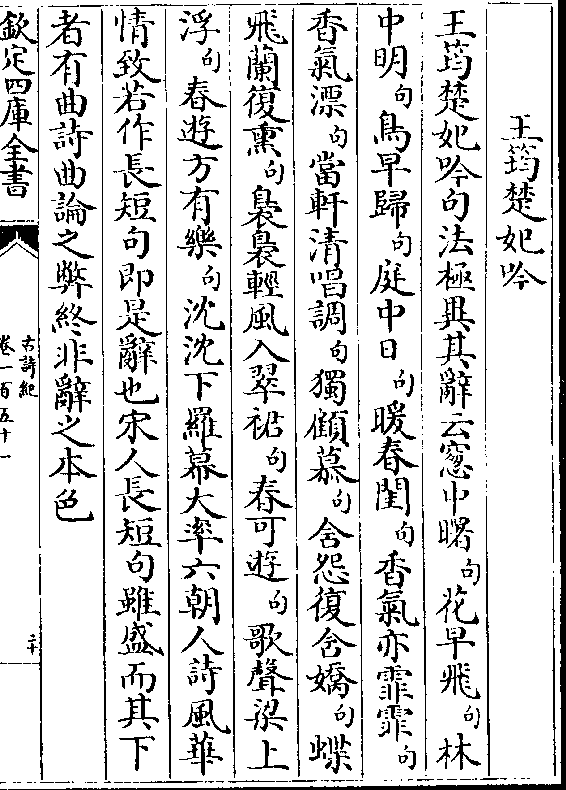 王筠楚妃吟
王筠楚妃吟句法極異其辭云窓中曙句花早飛句林
中明句鳥早歸句庭中日句暖春閨句香氣亦霏霏句
香氣漂句當軒清唱調句獨顧慕句含怨復含嬌句蝶
飛蘭復熏句裊裊輕風入翠裙句春可遊句歌聲梁上
浮句春遊方有樂句沈沈下羅幕大率六朝人詩風華
情致若作長短句即是辭也宋人長短句雖盛而其下
者有曲詩曲論之弊終非辭之本色
欽定四庫全書
古詩紀
卷一百五十一
二十